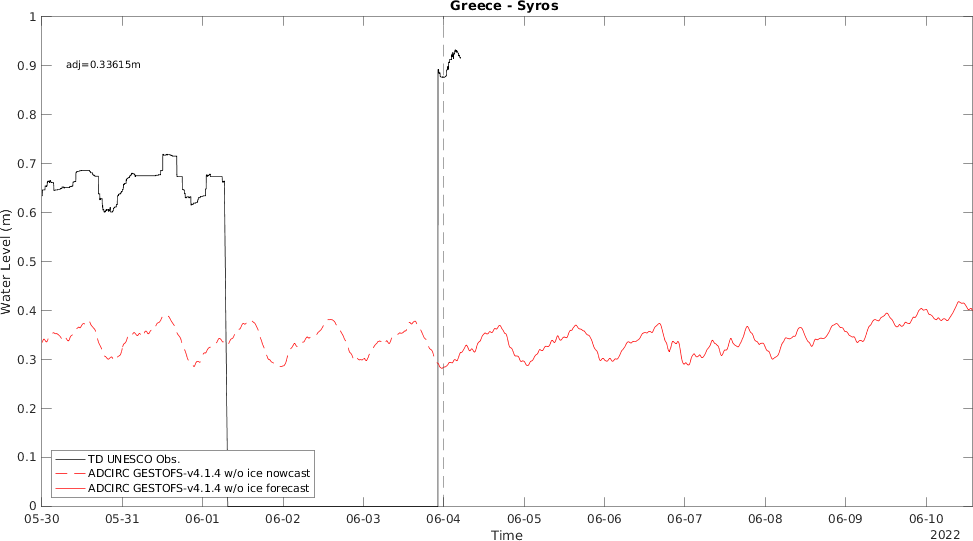 Greece - Syros
1
0.9
0.8
0.7
0.6
0.5
0.4
0.3
0.2
0.1
0
Water Level (m)
adj=0.33615m
TD UNESCO Obs.
ADCIRC GESTOFS-v4.1.4 w/o ice nowcast
ADCIRC GESTOFS-v4.1.4 w/o ice forecast
05-30 05-31 06-01 06-02 06-03 06-04 06-05 06-06 06-07 06-08 06-09 06-10
Time
2022